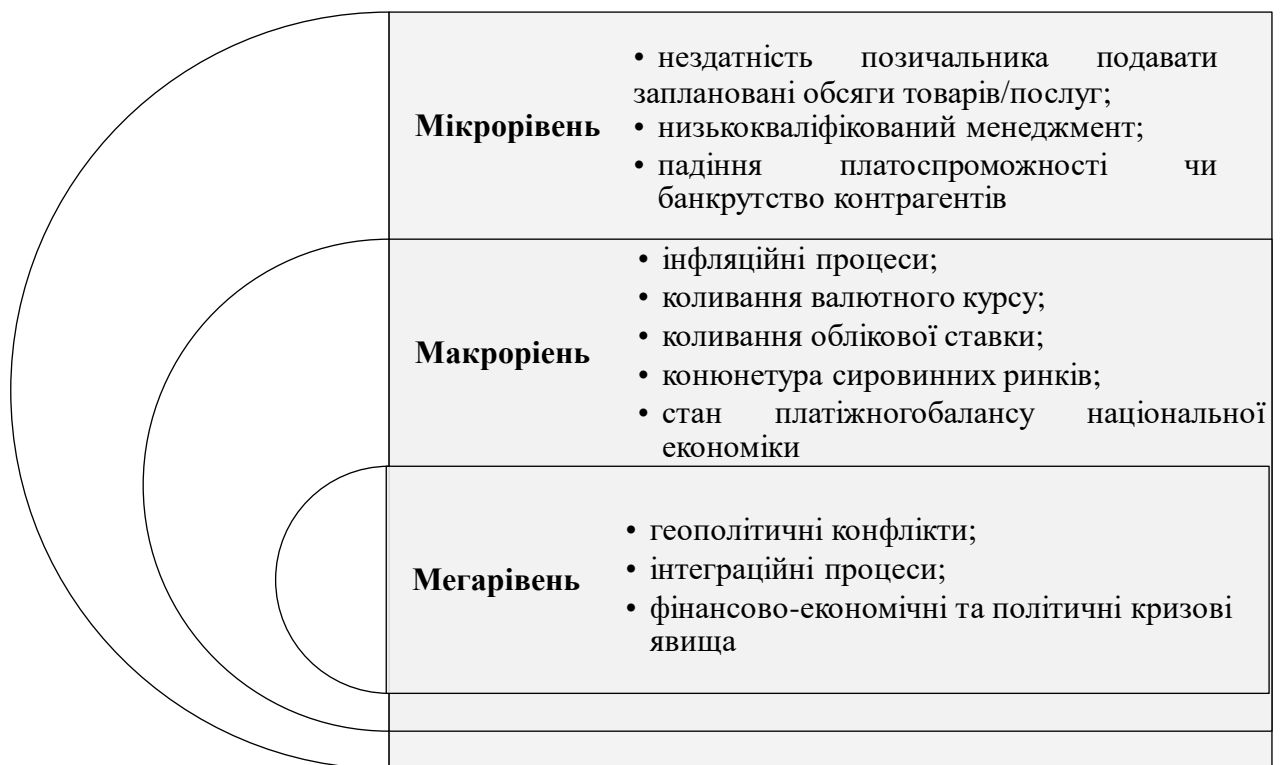 Мікрорівень
• нездатність позичальника подавати
заплановані обсяги товарів/послуг;
• низькокваліфікований менеджмент;
• падіння платоспроможності чи
банкрутство контрагентів
Макроріень
• інфляційні процеси;
• коливання валютного курсу;
• коливання облікової ставки;
• конюнетура сировинних ринків;
• стан платіжногобалансу національної
економіки
Мегарівень
• геополітичні конфлікти;
• інтеграційні процеси;
• фінансово-економічні та політичні кризові
явища